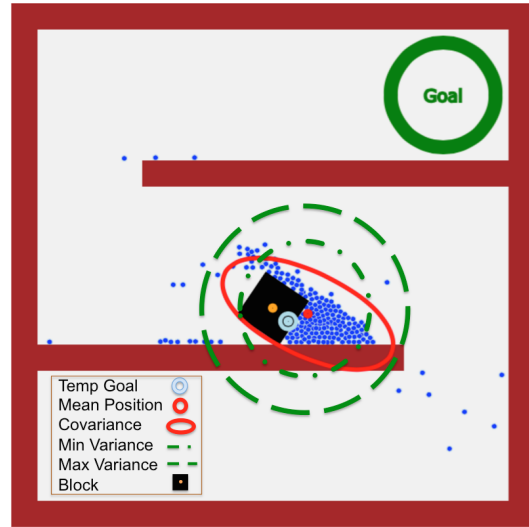 Goal
Temp Goal
Mean Position
Covariance
Min Variance
Max Variance
Block